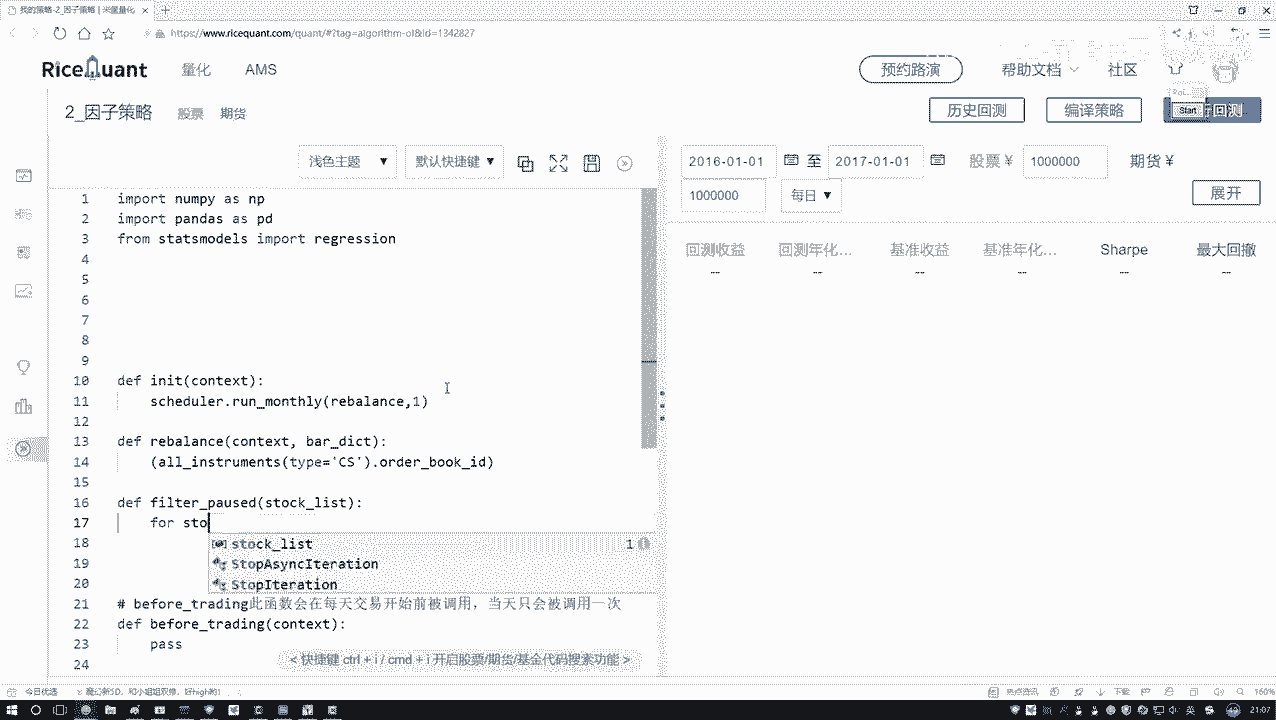 我的策略-2_因子策略 | 米筐量化
https://www.ricequant.com/quant/#?tag=algorithm-ol&id=1342827
RiceQuant 量化 AMS 预约路演 帮助文档 社区
2_因子策略 股票 期货 历史回测 编译策略 Start 回测
浅色主题 ▼ 默认快捷键 ▼ 2016-01-01 至 2017-01-01 股票 ¥ 1000000 期货 ¥
1000000 每日 ▼ 展开
回测收益 回测年化... 基准收益 基准年化... Sharpe 最大回撤
-- -- -- -- -- --
1 import numpy as np
2 import pandas as pd
3 from statsmodels import regression
4
5
6
7
8
9
10 def init(context):
11 scheduler.run_monthly(rebalance,1)
12
13 def rebalance(context, bar_dict):
14 (all_instruments(type='CS').order_book_id)
15
16 def filter_paused(stock_list):
17 for sto
18 stock_list 1
19 StopAsyncIteration
20 StopIteration
21 # before_trading此函数会在每天交易开始前被调用，当天只会被调用一次
22 def before_trading(context):
23 pass
24
< 快捷键 ctrl + i / cmd + i 开启股票/期货/基金代码搜索功能 >
今日优选 热点资讯 下载 160%
21:07